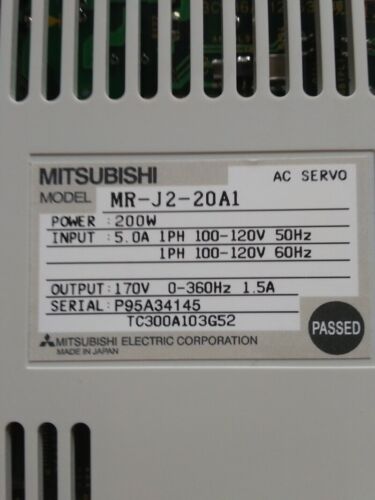 MITSUBISHI AC SERVO
MODEL MR-J2-20A1
POWER : 200W
INPUT : 5.0A 1PH 100-120V 50Hz
1PH 100-120V 60Hz
OUTPUT: 170V 0-360Hz 1.5A
SERIAL: P95A34145
TC300A103G52
PASSED
MITSUBISHI ELECTRIC CORPORATION
MADE IN JAPAN